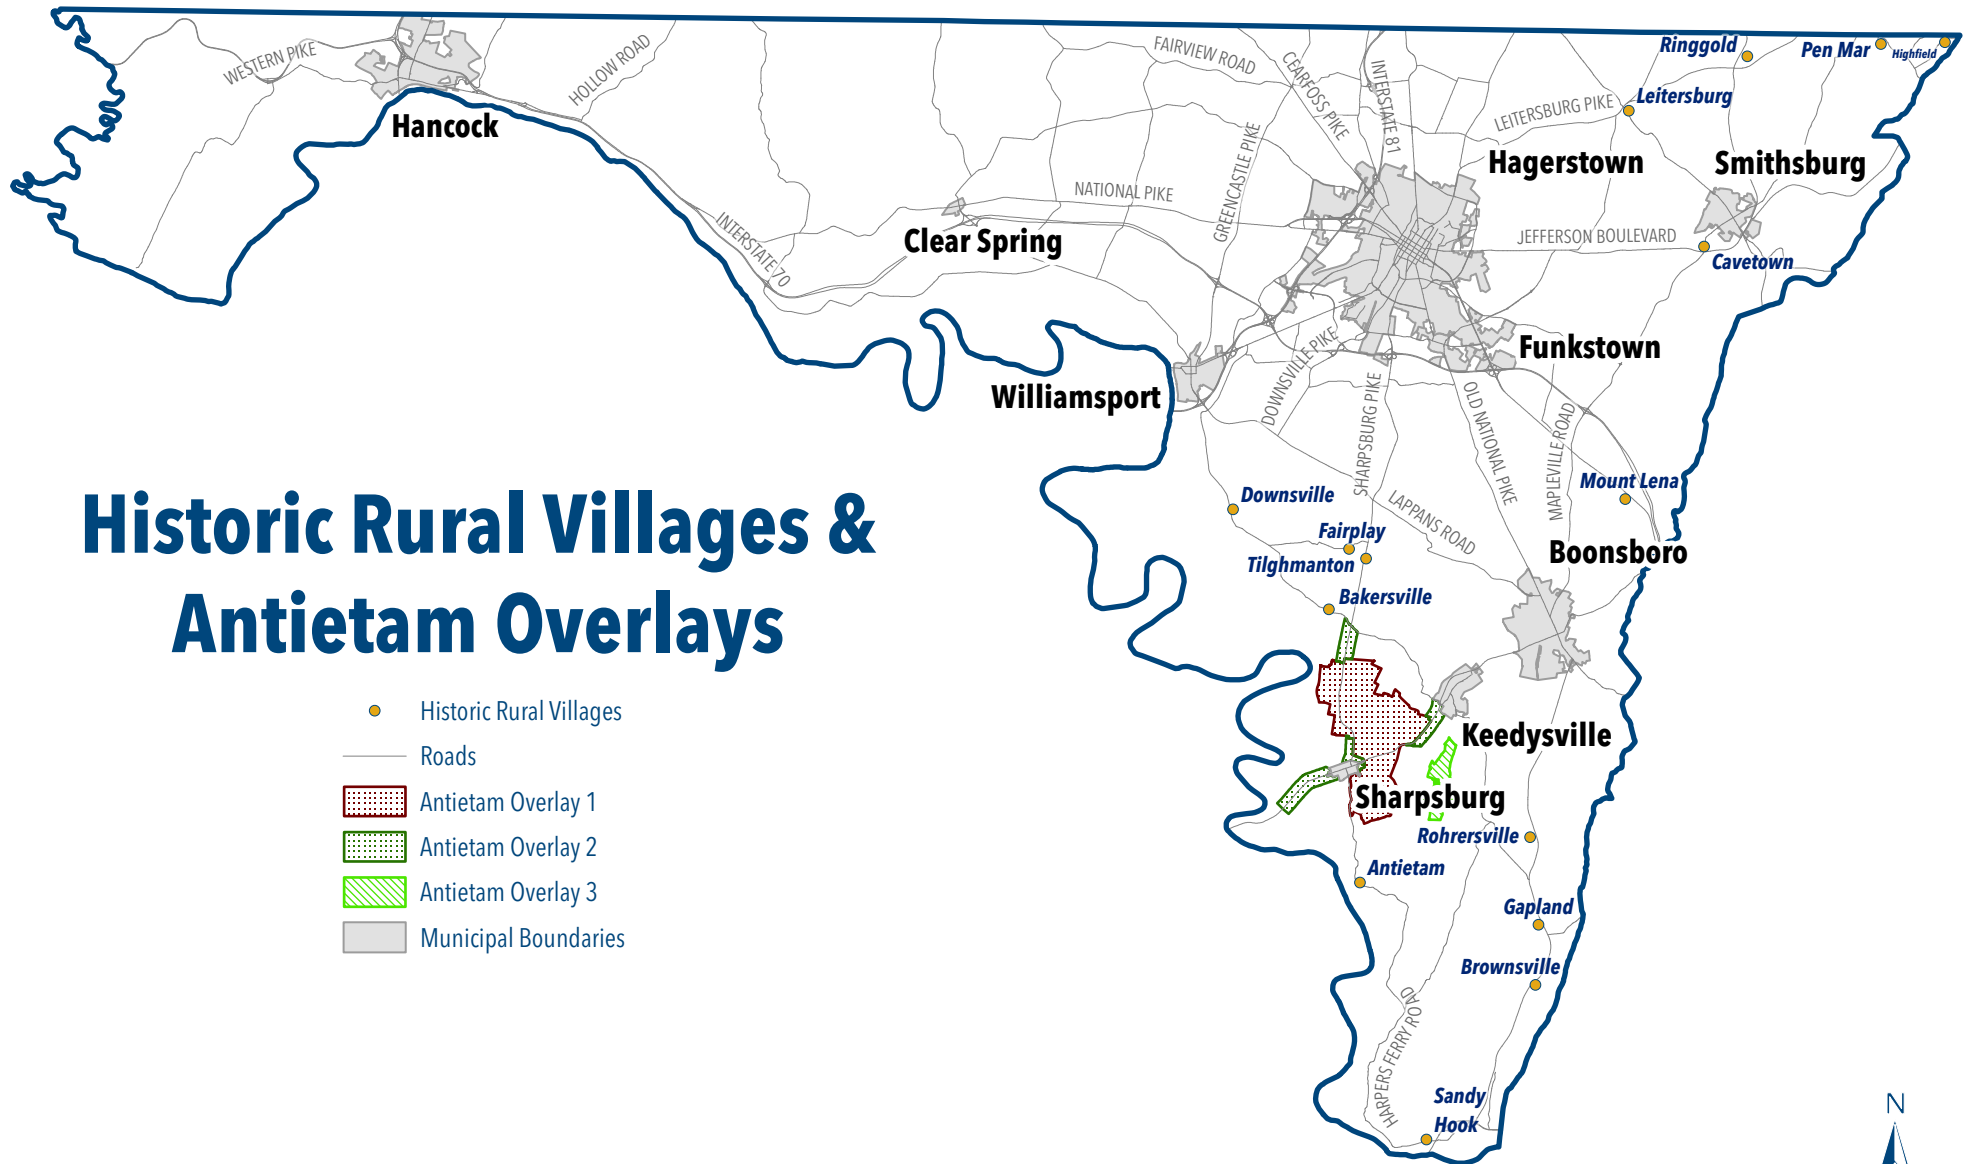 Ringgold
Pen Mar
Highfield
WESTERN PIKE
HOLLOW ROAD
FAIRVIEW ROAD
CEARFOSS PIKE
INTERSTATE 81
Leitersburg
LEITERSBURG PIKE
Hancock
Hagerstown
Smithsburg
GREENCASTLE PIKE
NATIONAL PIKE
Clear Spring
INTERSTATE 70
JEFFERSON BOULEVARD
Cavetown
Funkstown
DOWNSVILLE PIKE
Williamsport
SHARPSBURG PIKE
OLD NATIONAL PIKE
MAPLEVILLE ROAD
Mount Lena
Downsville
LAPPANS ROAD
Fairplay
Boonsboro
Tilghmanton
Bakersville
Historic Rural Villages &
Antietam Overlays
Historic Rural Villages
Roads
Antietam Overlay 1
Antietam Overlay 2
Antietam Overlay 3
Municipal Boundaries
Keedysville
Sharpsburg
Rohrersville
Antietam
Gapland
Brownsville
HARPERS FERRY ROAD
Sandy
Hook
N